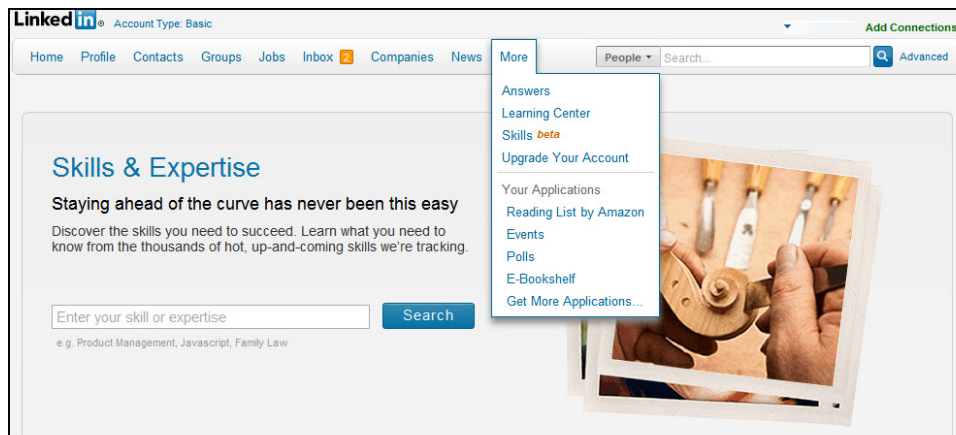 Linked in ® Account Type: Basic Add Connections
Home Profile Contacts Groups Jobs Inbox 2 Companies News More People Search... Advanced
Answers
Learning Center
Skills beta
Upgrade Your Account
Your Applications
Reading List by Amazon
Events
Polls
E-Bookshelf
Get More Applications...
Skills & Expertise
Staying ahead of the curve has never been this easy
Discover the skills you need to succeed. Learn what you need to
know from the thousands of hot, up-and-coming skills we're tracking.
Enter your skill or expertise Search
e.g. Product Management, Javascript, Family Law